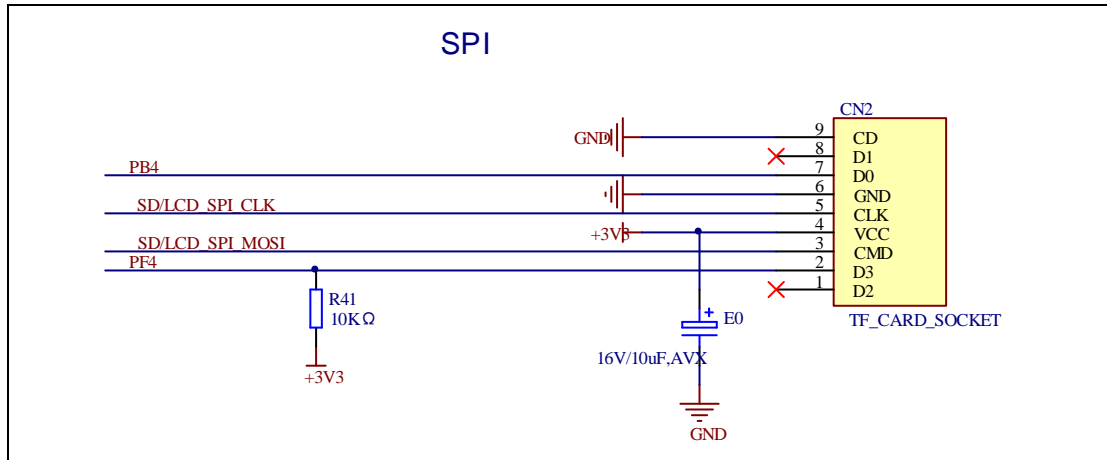 SPI
CN2
GND
9 CD
8 D1
PB4
7 D0
6 GND
SD/LCD_SPI_CLK
5 CLK
+3V3
4 VCC
SD/LCD_SPI_MOSI
3 CMD
PF4
2 D3
1 D2
R41
10KΩ
+3V3
E0
+
16V/10uF,AVX
TF_CARD_SOCKET
GND